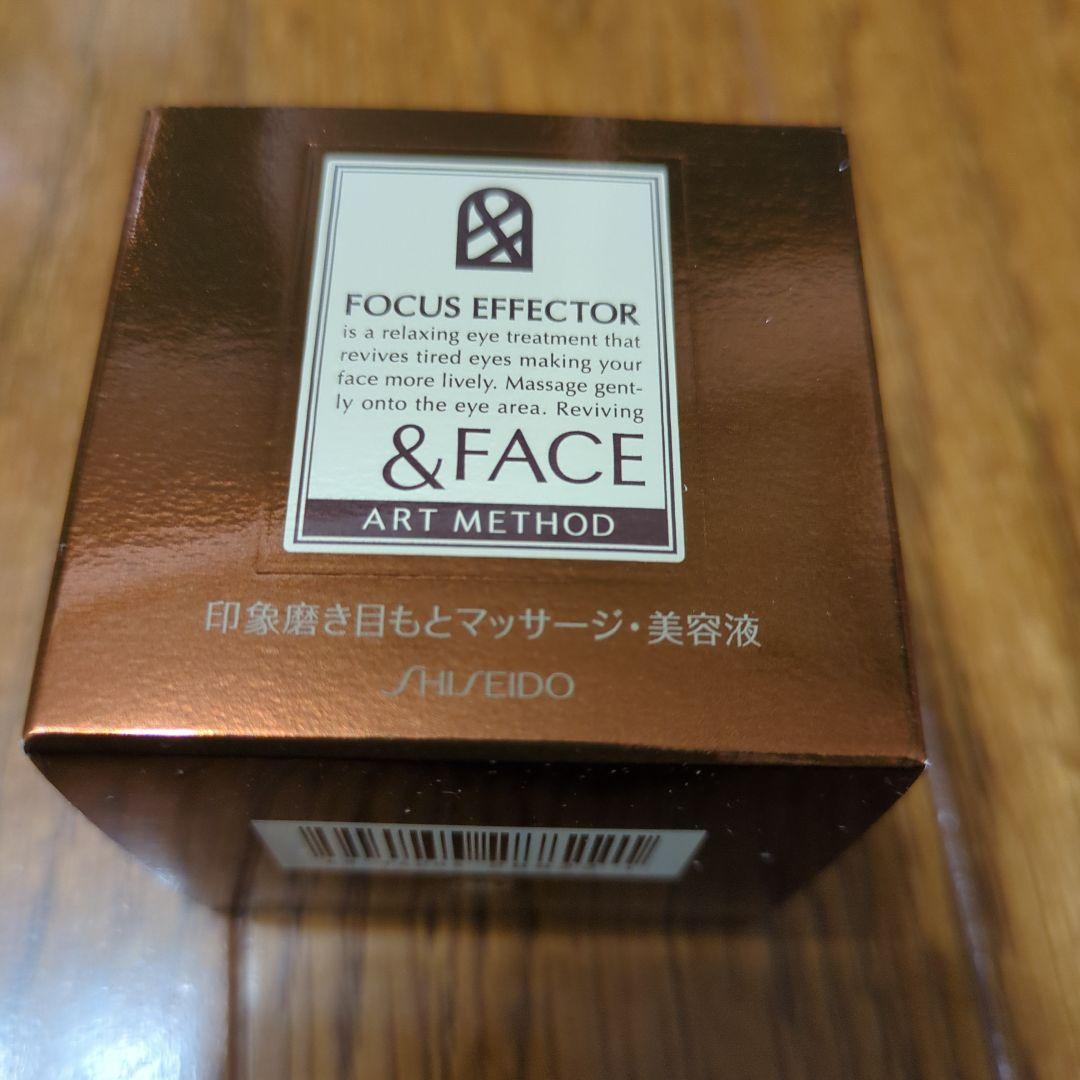 FOCUS EFFECTOR
is a relaxing eye treatment that
revives tired eyes making your
face more lively. Massage gent-
ly onto the eye area. Reviving
&FACE
ART METHOD
印象磨き目もとマッサージ・美容液
SHISEIDO